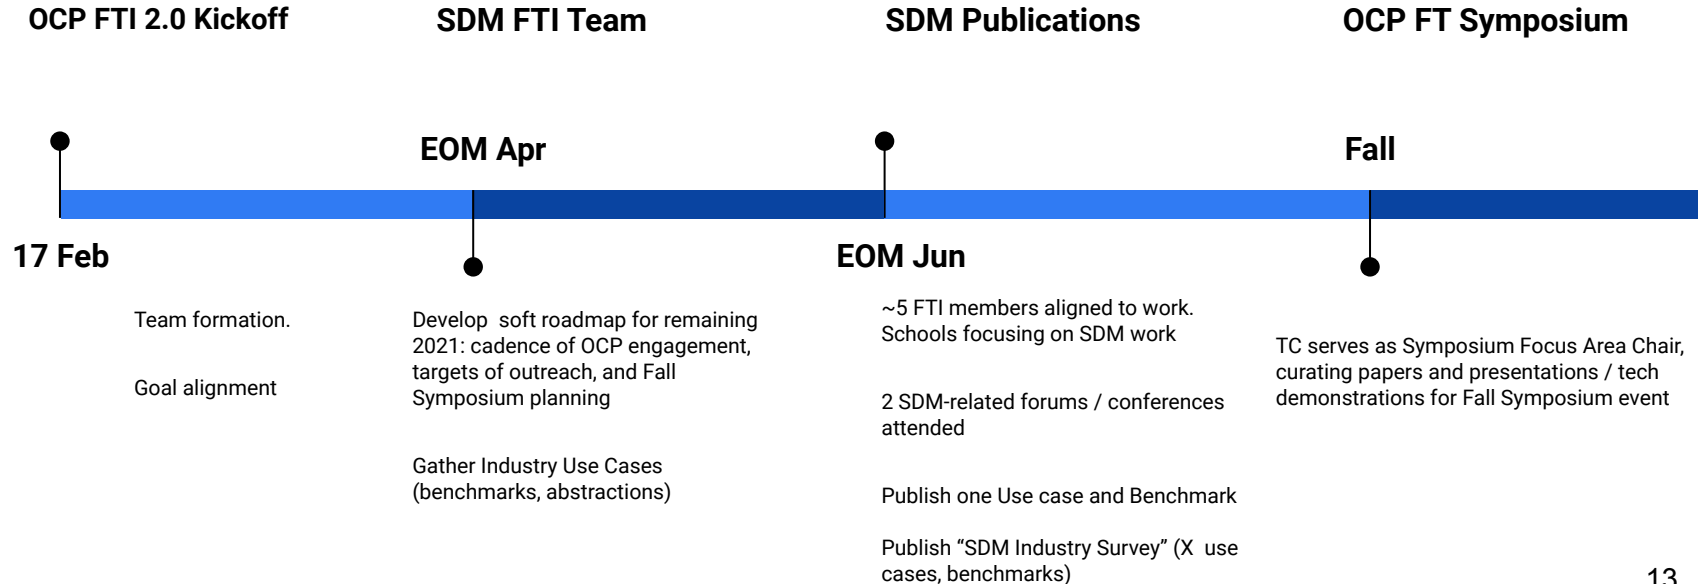 OCP FTI 2.0 Kickoff
SDM FTI Team
SDM Publications
OCP FT Symposium
EOM Apr
Fall
17 Feb
EOM Jun
Team formation.
Goal alignment
Develop  soft roadmap for remaining
2021: cadence of OCP engagement,
targets of outreach, and Fall
Symposium planning
Gather Industry Use Cases
(benchmarks, abstractions)
~5 FTI members aligned to work.
Schools focusing on SDM work
2 SDM-related forums / conferences
attended
Publish one Use case and Benchmark
Publish “SDM Industry Survey” (X  use
cases, benchmarks)
TC serves as Symposium Focus Area Chair,
curating papers and presentations / tech
demonstrations for Fall Symposium event
13